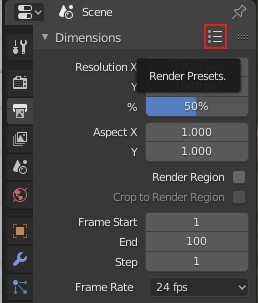 Scene
Dimensions
Resolution X
Render Presets.
Y
% 50%
Aspect X 1.000
Y 1.000
Render Region
Crop to Render Region
Frame Start 1
End 100
Step 1
Frame Rate 24 fps